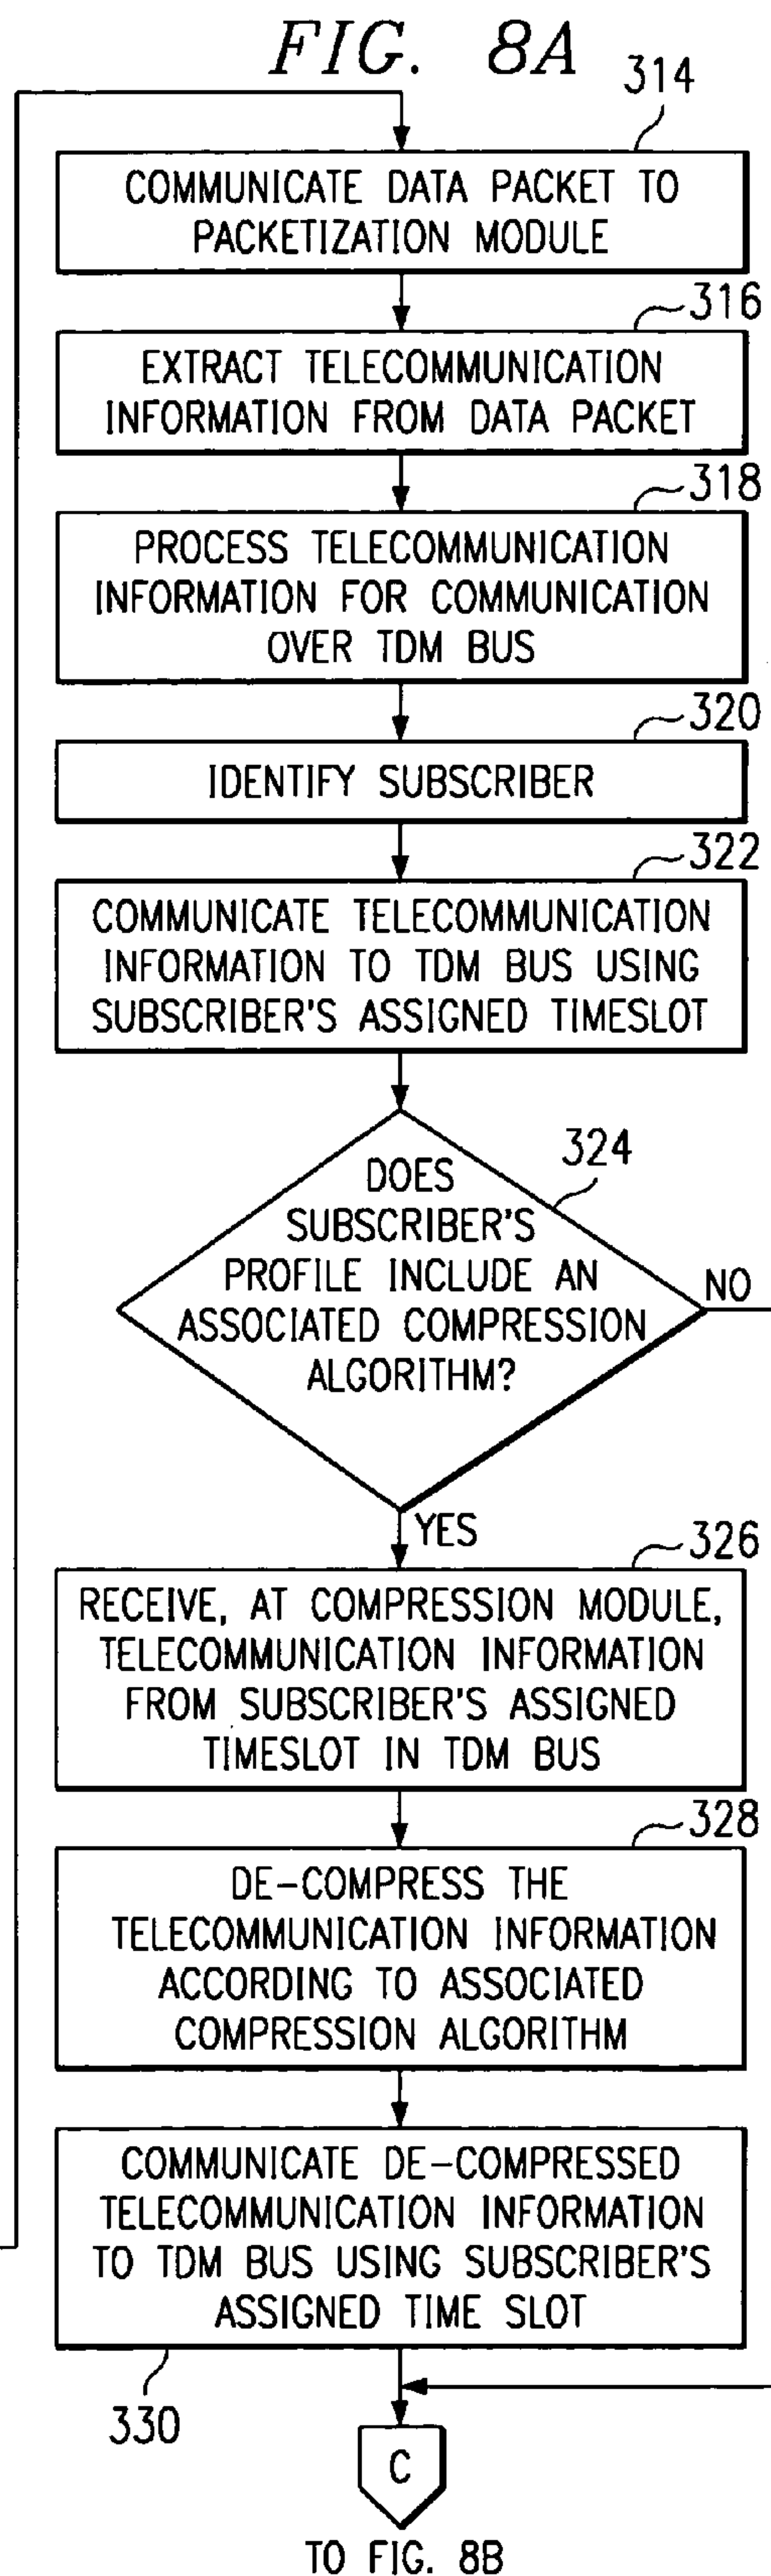 FIG. 8A
314
COMMUNICATE DATA PACKET TO
PACKETIZATION MODULE
316
EXTRACT TELECOMMUNICATION
INFORMATION FROM DATA PACKET
318
PROCESS TELECOMMUNICATION
INFORMATION FOR COMMUNICATION
OVER TDM BUS
320
IDENTIFY SUBSCRIBER
322
COMMUNICATE TELECOMMUNICATION
INFORMATION TO TDM BUS USING
SUBSCRIBER'S ASSIGNED TIMESLOT
324
DOES
SUBSCRIBER'S
PROFILE INCLUDE AN
ASSOCIATED COMPRESSION
ALGORITHM?
NO
YES
326
RECEIVE, AT COMPRESSION MODULE,
TELECOMMUNICATION INFORMATION
FROM SUBSCRIBER'S ASSIGNED
TIMESLOT IN TDM BUS
328
DE-COMPRESS THE
TELECOMMUNICATION INFORMATION
ACCORDING TO ASSOCIATED
COMPRESSION ALGORITHM
COMMUNICATE DE-COMPRESSED
TELECOMMUNICATION INFORMATION
TO TDM BUS USING SUBSCRIBER'S
ASSIGNED TIME SLOT
330
C
TO FIG. 8B